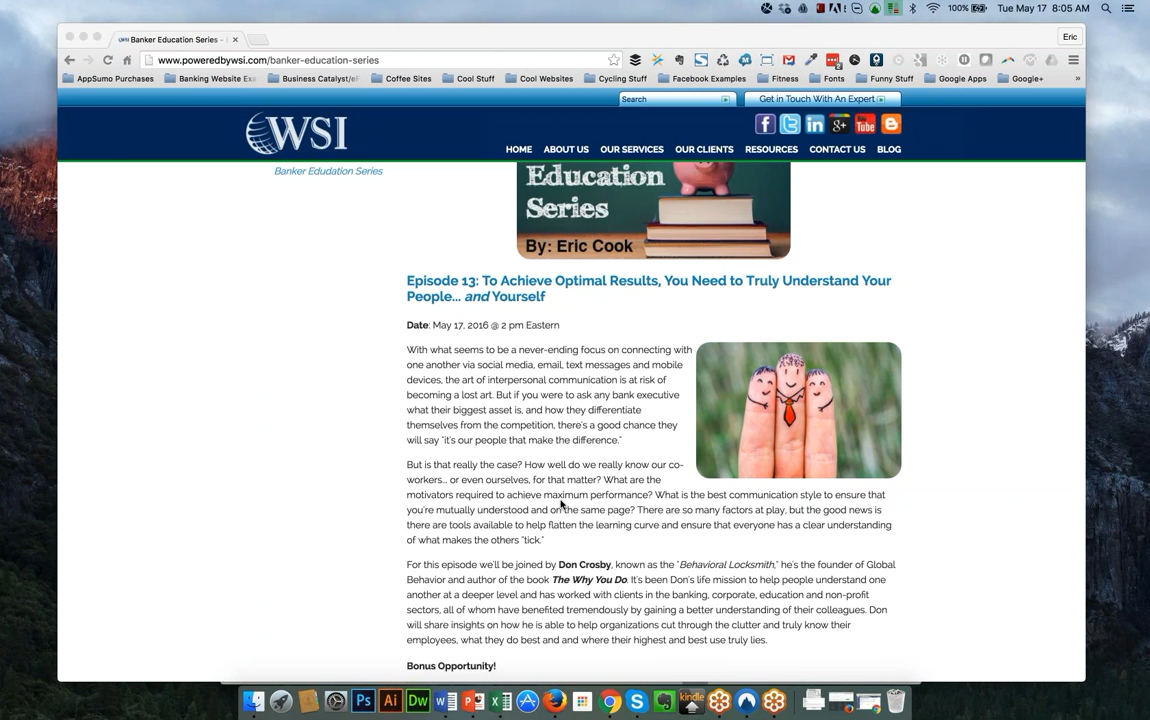 100%
Tue May 17 8:05 AM
Banker Education Series -
Eric
www.poweredbywsi.com/banker-education-series
AppSumo Purchases
Banking Website Exa
Business Catalyst/eF
Coffee Sites
Cool Stuff
Cool Websites
Cycling Stuff
Facebook Examples
Fitness
Fonts
Funny Stuff
Google Apps
Google+
»
Search
Get in Touch With An Expert
WSI
HOME
ABOUT US
OUR SERVICES
OUR CLIENTS
RESOURCES
CONTACT US
BLOG
Banker Edudation Series
Education
Series
By: Eric Cook
Episode 13: To Achieve Optimal Results, You Need to Truly Understand Your
People... and Yourself
Date: May 17, 2016 @ 2 pm Eastern
With what seems to be a never-ending focus on connecting with
one another via social media, email, text messages and mobile
devices, the art of interpersonal communication is at risk of
becoming a lost art. But if you were to ask any bank executive
what their biggest asset is, and how they differentiate
themselves from the competition, there's a good chance they
will say "it's our people that make the difference."
But is that really the case? How well do we really know our co-
workers... or even ourselves, for that matter? What are the
motivators required to achieve maximum performance? What is the best communication style to ensure that
you're mutually understood and on the same page? There are so many factors at play, but the good news is
there are tools available to help flatten the learning curve and ensure that everyone has a clear understanding
of what makes the others "tick."
For this episode we'll be joined by Don Crosby, known as the "Behavioral Locksmith," he's the founder of Global
Behavior and author of the book The Why You Do. It's been Don's life mission to help people understand one
another at a deeper level and has worked with clients in the banking, corporate, education and non-profit
sectors, all of whom have benefited tremendously by gaining a better understanding of their colleagues. Don
will share insights on how he is able to help organizations cut through the clutter and truly know their
employees, what they do best and and where their highest and best use truly lies.
Bonus Opportunity!
Ps
Ai
Dw
kindle